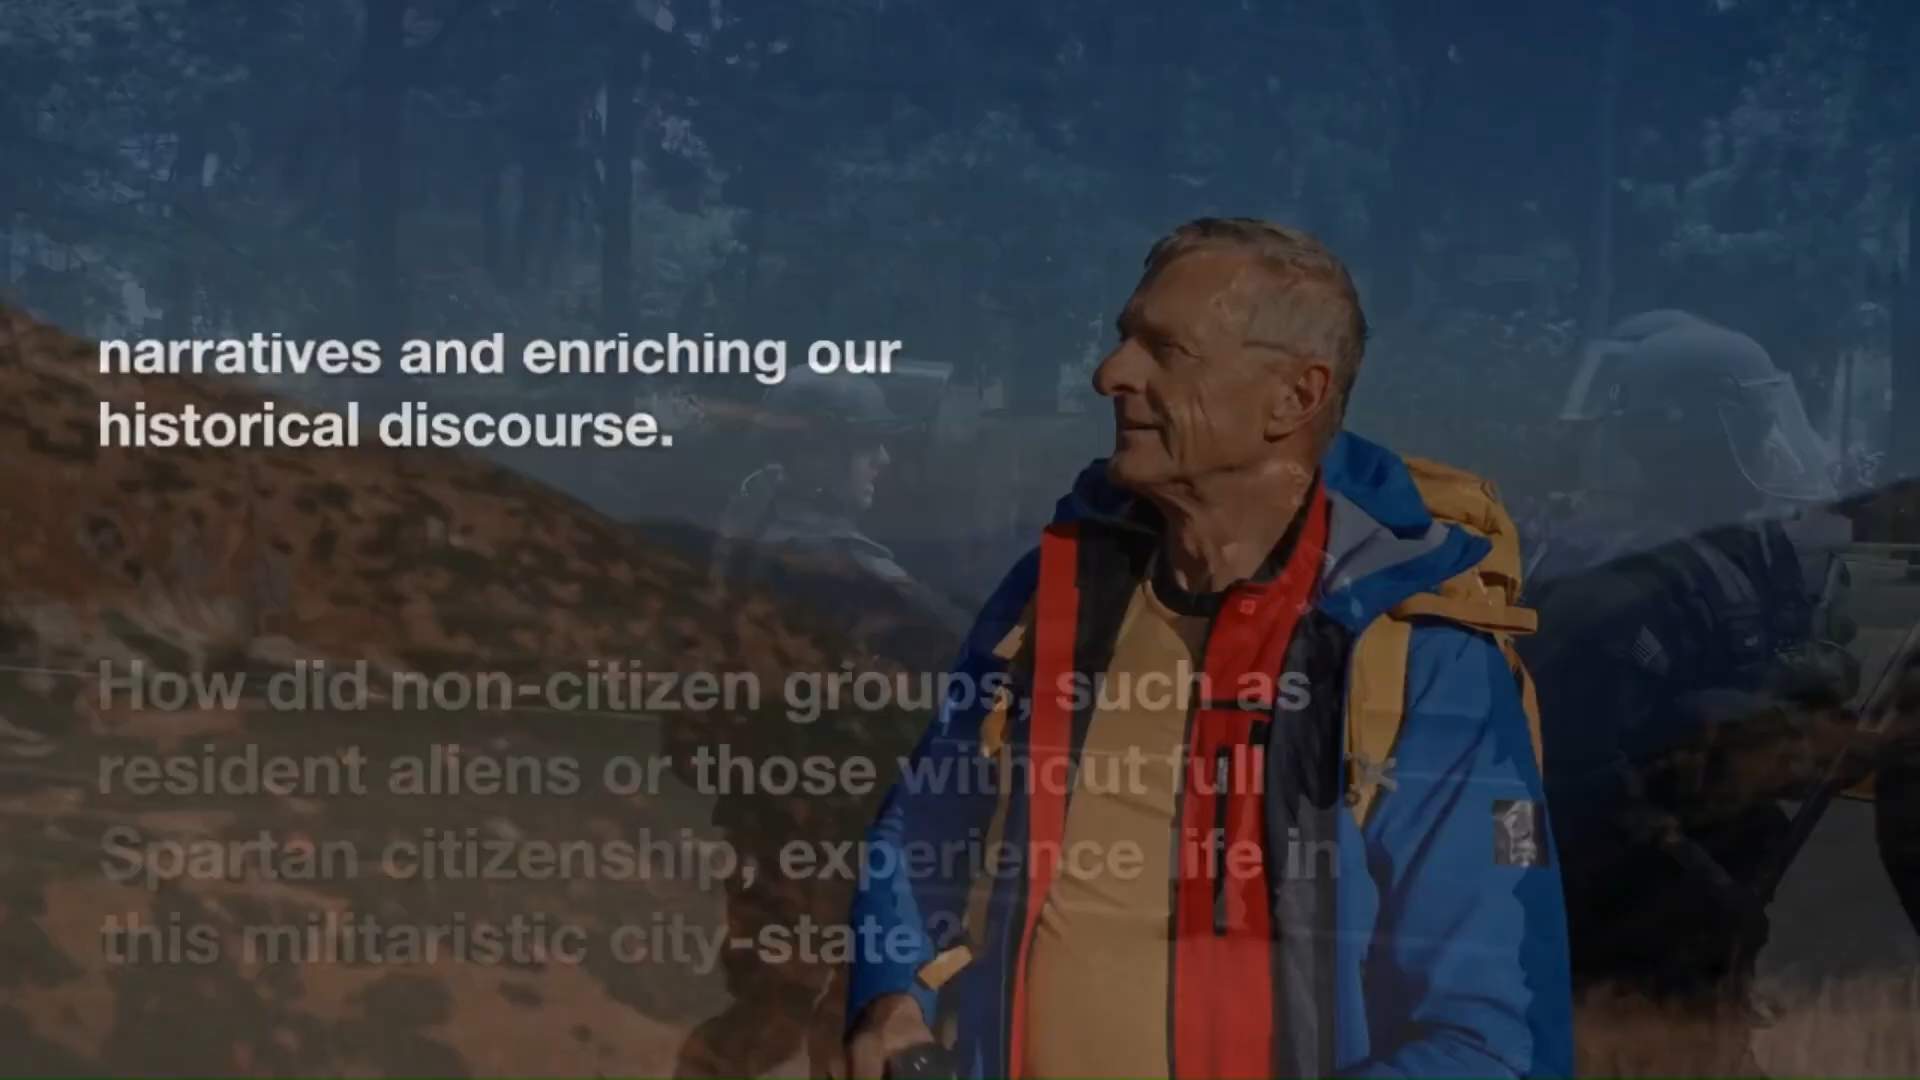 narratives and enriching our
historical discourse.
How did non-citizen groups, such as
resident aliens or those without full
Spartan citizenship, experience life in
this militaristic city-state?